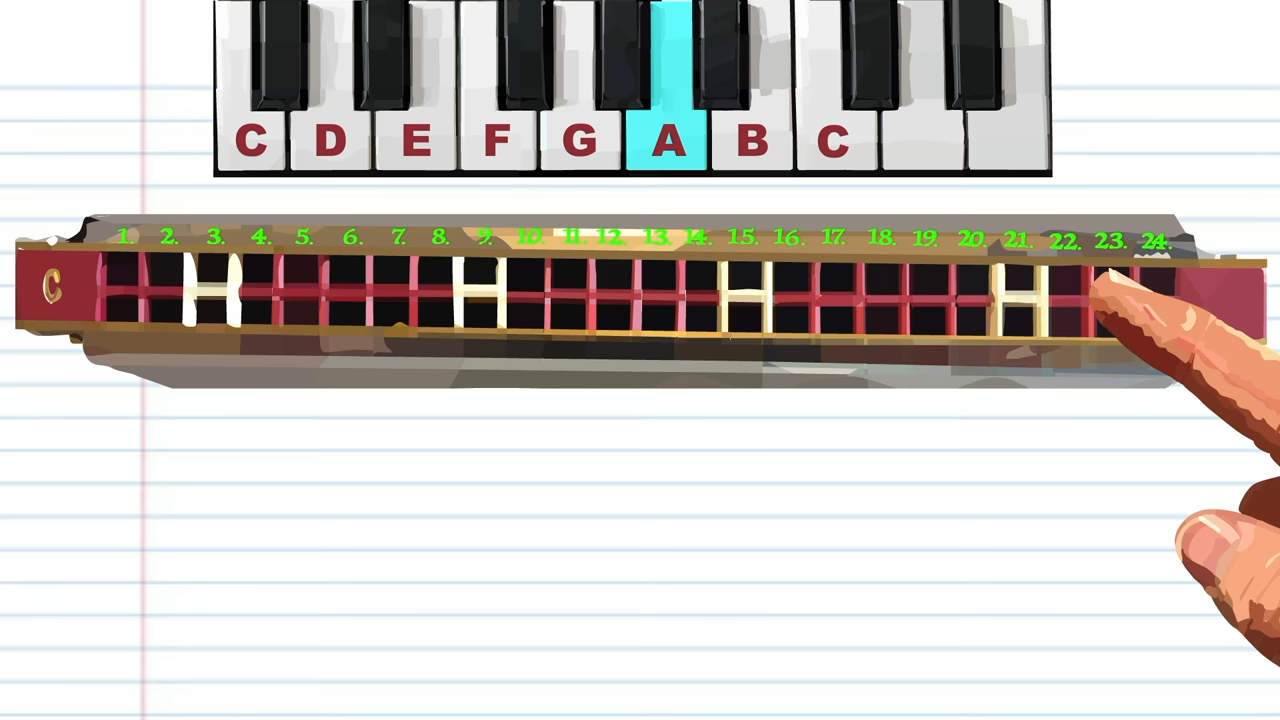 C D E F G A B C
1. 2. 3. 4. 5. 6. 7. 8. 9. 10. 11. 12. 13. 14. 15. 16. 17. 18. 19. 20. 21. 22. 23. 24.
C